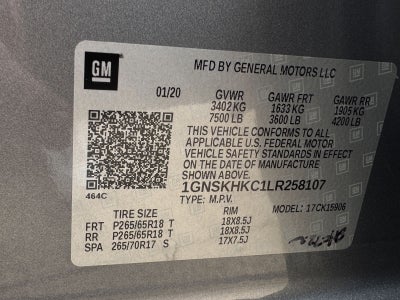 GM
MFD BY GENERAL MOTORS LLC
01/20 GVWR GAWR FRT GAWR RR
3402 KG 1633 KG 1905 KG
7500 LB 3600 LB 4200 LB
THIS VEHICLE CONFORMS TO ALL
APPLICABLE U.S. FEDERAL MOTOR
VEHICLE SAFETY STANDARDS IN EFFECT
ON THE DATE OF MANUFACTURE
SHOWN ABOVE.
464C 1GNSKHKC1LR258107
TYPE: M.P.V. MODEL: 17CK15906
TIRE SIZE RIM
FRT P265/65R18 T 18X8.5J
RR P265/65R18 T 18X8.5J
SPA 265/70R17 S 17X7.5J